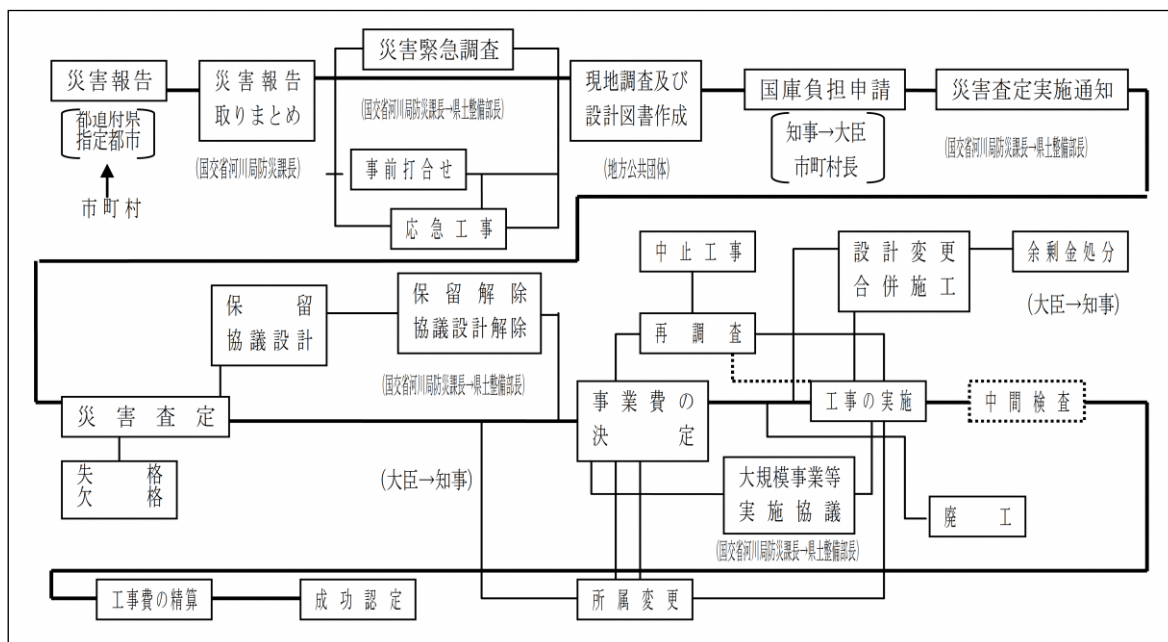 災害報告
都道府県
指定都市
市町村
災害報告
取りまとめ
(国交省河川局防災課長)
災害緊急調査
(国交省河川局防災課長→県土整備部長)
事前打合せ
応急工事
現地調査及び
設計図書作成
(地方公共団体)
国庫負担申請
知事→大臣
市町村長
災害査定実施通知
(国交省河川局防災課長→県土整備部長)
災害査定
失格
欠格
保留
協議設計
保留解除
協議設計解除
(国交省河川局防災課長→県土整備部長)
(大臣→知事)
中止工事
再調査
事業費の
決定
設計変更
合併施工
余剰金処分
(大臣→知事)
工事の実施
中間検査
大規模事業等
実施協議
(国交省河川局防災課長→県土整備部長)
廃工
所属変更
工事費の精算
成功認定